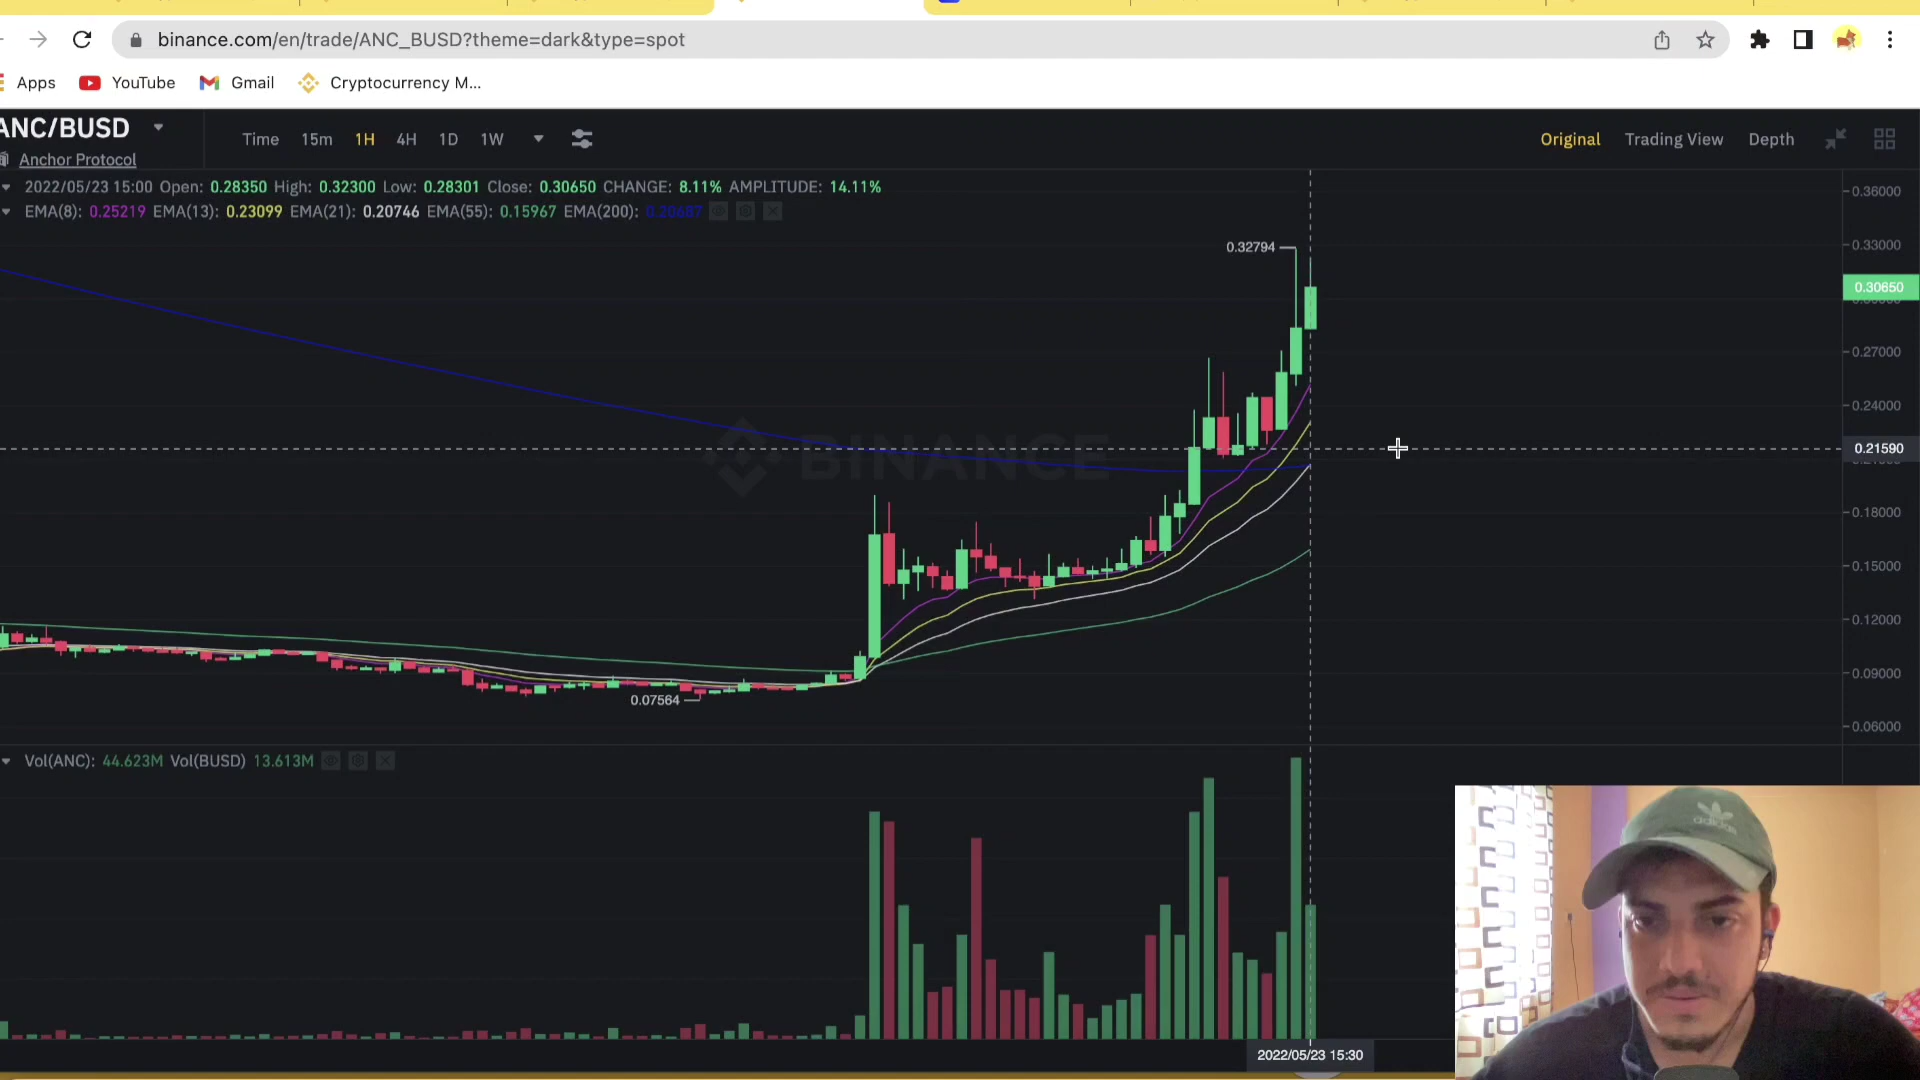 binance.com/en/trade/ANC_BUSD?theme=dark&type=spot
Apps YouTube Gmail Cryptocurrency M...
ANC/BUSD Time 15m 1H 4H 1D 1W Original Trading View Depth
Anchor Protocol
2022/05/23 15:00 Open: 0.28350 High: 0.32300 Low: 0.28301 Close: 0.30650 CHANGE: 8.11% AMPLITUDE: 14.11%
EMA(8): 0.25219 EMA(13): 0.23099 EMA(21): 0.20746 EMA(55): 0.15967 EMA(200): 0.20687
0.36000
0.32794
0.33000
0.30650
0.27000
0.24000
BINANCE
0.21590
0.18000
0.15000
0.12000
0.09000
0.07564
0.06000
Vol(ANC): 44.623M Vol(BUSD) 13.613M
adidas
2022/05/23 15:30